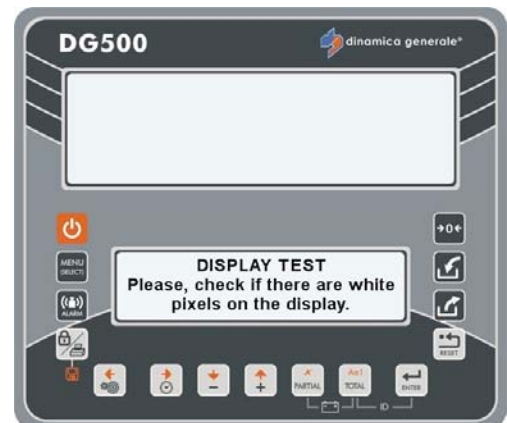 DG500
dinamica generale®
→0←
MENU
(SELECT)
DISPLAY TEST
Please, check if there are white
pixels on the display.
ALARM
RESET
PARTIAL
TOTAL
ENTER
ID